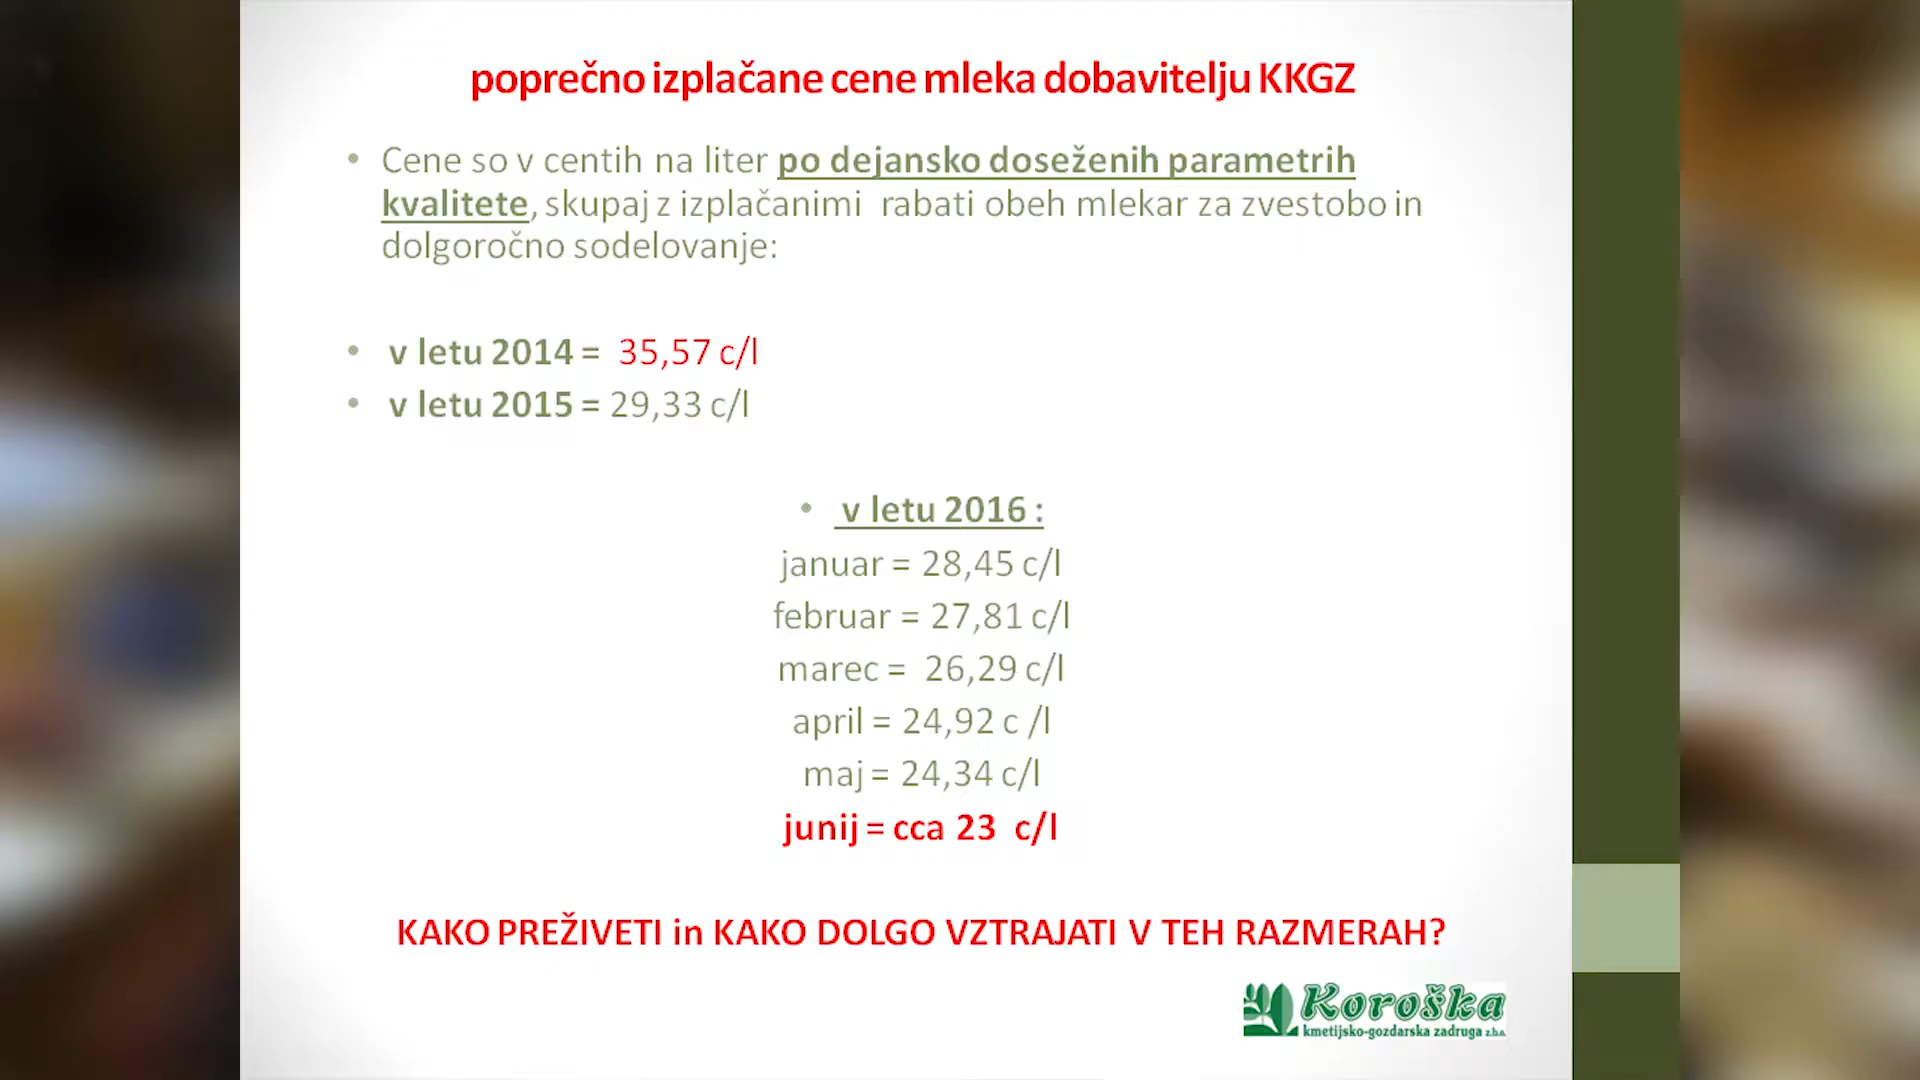 poprečno izplačane cene mleka dobavitelju KKGZ
• Cene so v centih na liter po dejansko doseženih parametrih
kvalitete, skupaj z izplačanimi rabati obeh mlekar za zvestobo in
dolgoročno sodelovanje:
• v letu 2014 = 35,57 c/l
• v letu 2015 = 29,33 c/l
• v letu 2016 :
januar = 28,45 c/l
februar = 27,81 c/l
marec = 26,29 c/l
april = 24,92 c /l
maj = 24,34 c/l
junij = cca 23 c/l
KAKO PREŽIVETI in KAKO DOLGO VZTRAJATI V TEH RAZMERAH?
Koroška
kmetijsko-gozdarska zadruga z.b.o.